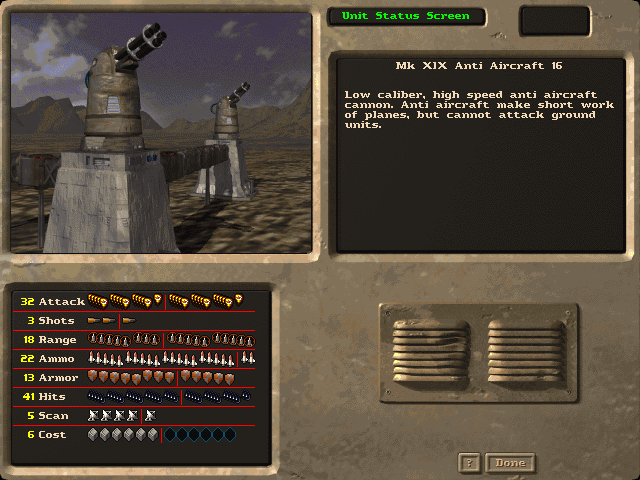 Unit Status Screen
Mk XIX Anti Aircraft 16
Low caliber, high speed anti aircraft
cannon. Anti aircraft make short work
of planes, but cannot attack ground
units.
32 Attack
3 Shots
18 Range
22 Ammo
13 Armor
41 Hits
5 Scan
6 Cost
? Done